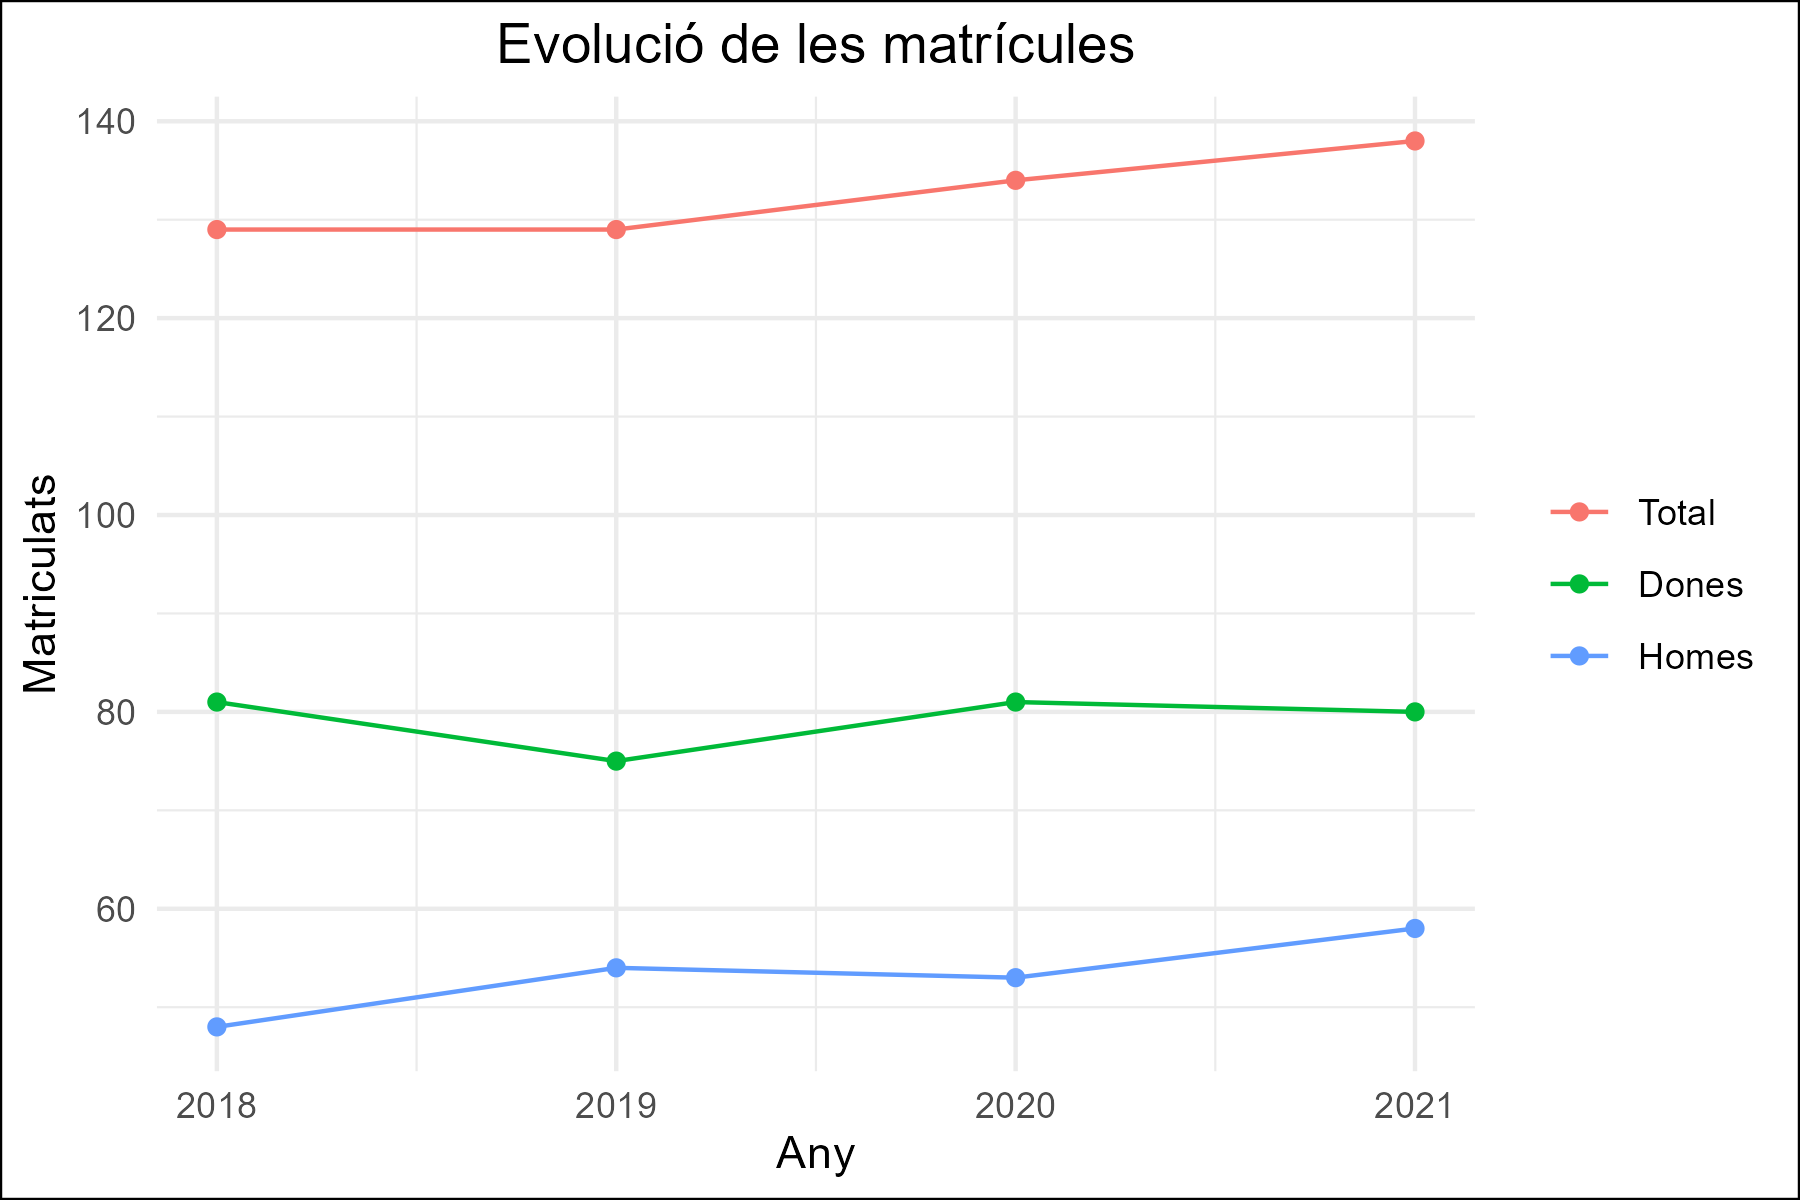 Evolució de les matrícules
140
120
100
80
60
Matriculats
2018 2019 2020 2021
Any
Total
Dones
Homes